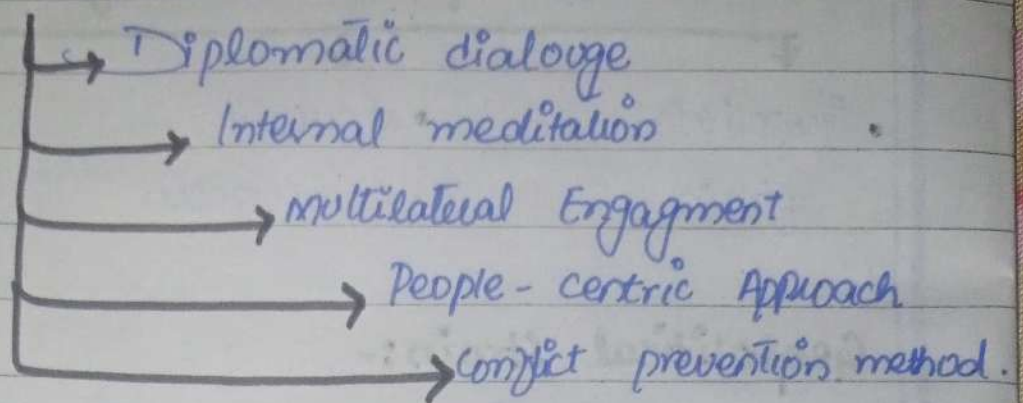 Diplomatic dialouge
Internal meditation
Multilateral Engagment
People - centric Approach
Conflict prevention method.